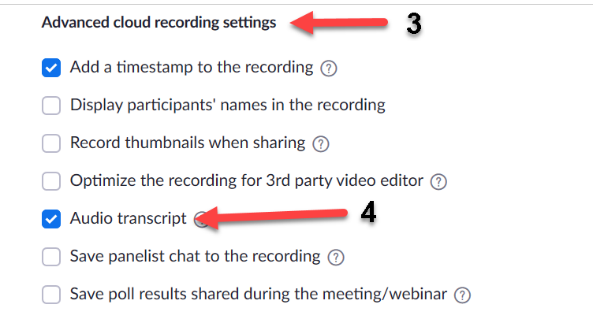 Advanced cloud recording settings 3
Add a timestamp to the recording ?
Display participants' names in the recording
Record thumbnails when sharing ?
Optimize the recording for 3rd party video editor ?
Audio transcript 4
Save panelist chat to the recording ?
Save poll results shared during the meeting/webinar ?